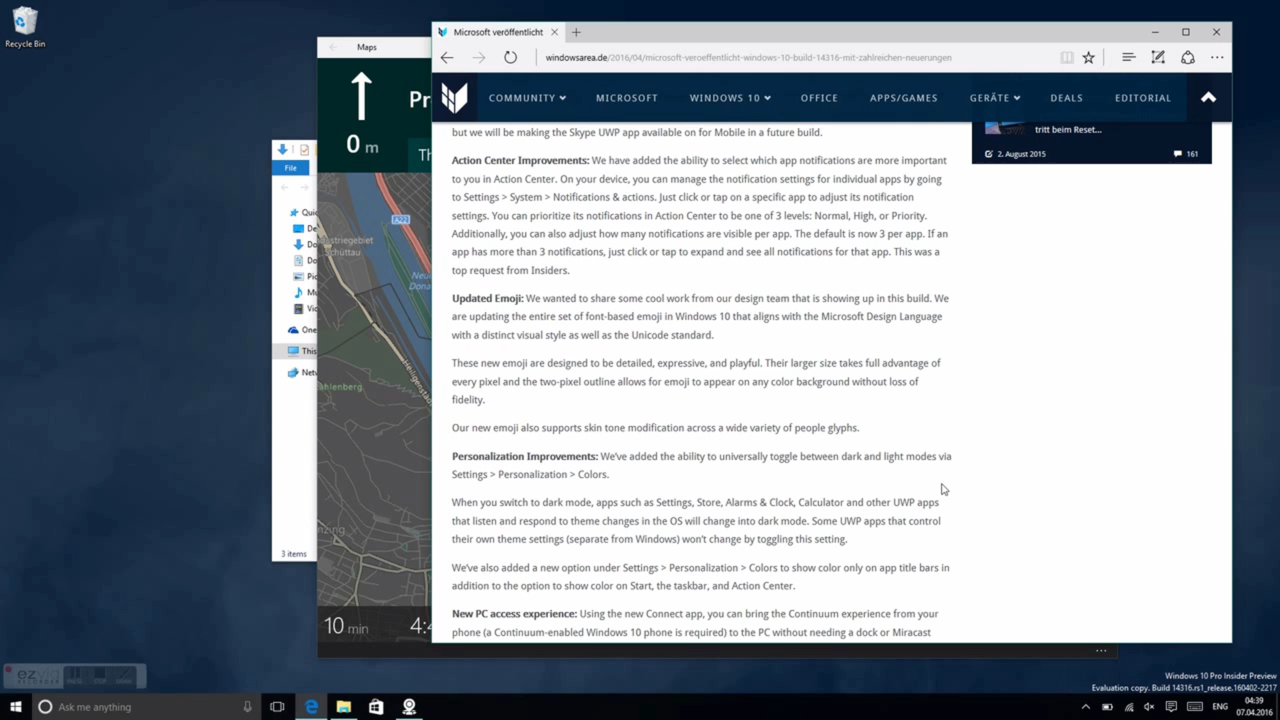 Recycle Bin
Maps
Pr
0 m
Th
File
Quic
De
Do
Do
Pic
Mu
Vic
One
This
Netv
3 items
A22
Schüttau
Heiligenstäd
10 min
4:4
Microsoft veröffentlicht
windowsarea.de/2016/04/microsoft-veroeffentlicht-windows-10-build-14316-mit-zahlreichen-neuerungen
COMMUNITY MICROSOFT WINDOWS 10 OFFICE APPS/GAMES GERÄTE DEALS EDITORIAL
tritt beim Reset...
2. August 2015 161
but we will be making the Skype UWP app available on for Mobile in a future build.
Action Center Improvements: We have added the ability to select which app notifications are more important
to you in Action Center. On your device, you can manage the notification settings for individual apps by going
to Settings > System > Notifications & actions. Just click or tap on a specific app to adjust its notification
settings. You can prioritize its notifications in Action Center to be one of 3 levels: Normal, High, or Priority.
Additionally, you can also adjust how many notifications are visible per app. The default is now 3 per app. If an
app has more than 3 notifications, just click or tap to expand and see all notifications for that app. This was a
top request from Insiders.
Updated Emoji: We wanted to share some cool work from our design team that is showing up in this build. We
are updating the entire set of font-based emoji in Windows 10 that aligns with the Microsoft Design Language
with a distinct visual style as well as the Unicode standard.
These new emoji are designed to be detailed, expressive, and playful. Their larger size takes full advantage of
every pixel and the two-pixel outline allows for emoji to appear on any color background without loss of
fidelity.
Our new emoji also supports skin tone modification across a wide variety of people glyphs.
Personalization Improvements: We've added the ability to universally toggle between dark and light modes via
Settings > Personalization > Colors.
When you switch to dark mode, apps such as Settings, Store, Alarms & Clock, Calculator and other UWP apps
that listen and respond to theme changes in the OS will change into dark mode. Some UWP apps that control
their own theme settings (separate from Windows) won't change by toggling this setting.
We've also added a new option under Settings > Personalization > Colors to show color only on app title bars in
addition to the option to show color on Start, the taskbar, and Action Center.
New PC access experience: Using the new Connect app, you can bring the Continuum experience from your
phone (a Continuum-enabled Windows 10 phone is required) to the PC without needing a dock or Miracast
ezvid
RECORDER
Windows 10 Pro Insider Preview
Evaluation copy. Build 14316.rs1_release.160402-2217
Ask me anything
ENG
04:39
07.04.2016